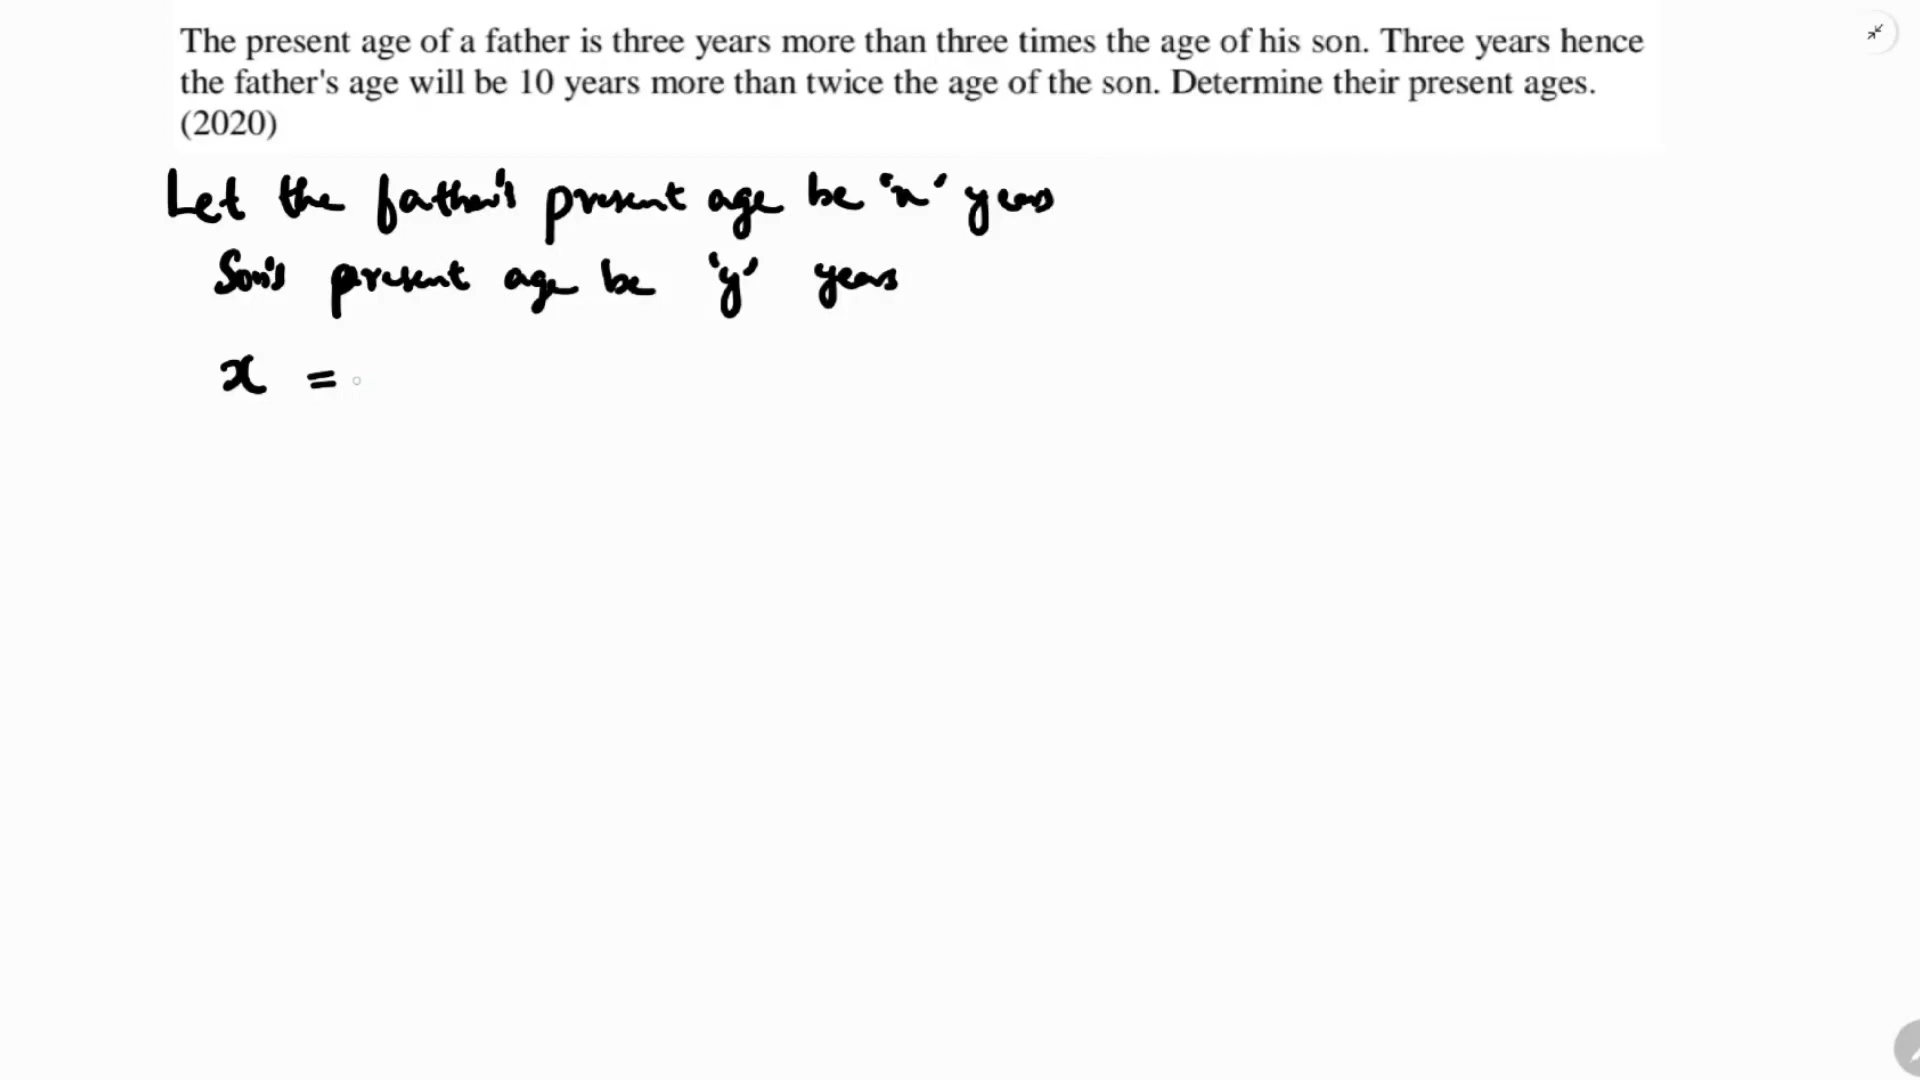 The present age of a father is three years more than three times the age of his son. Three years hence
the father's age will be 10 years more than twice the age of the son. Determine their present ages.
(2020)
Let the father's present age be 'x' years
Son's present age be 'y' years
x =